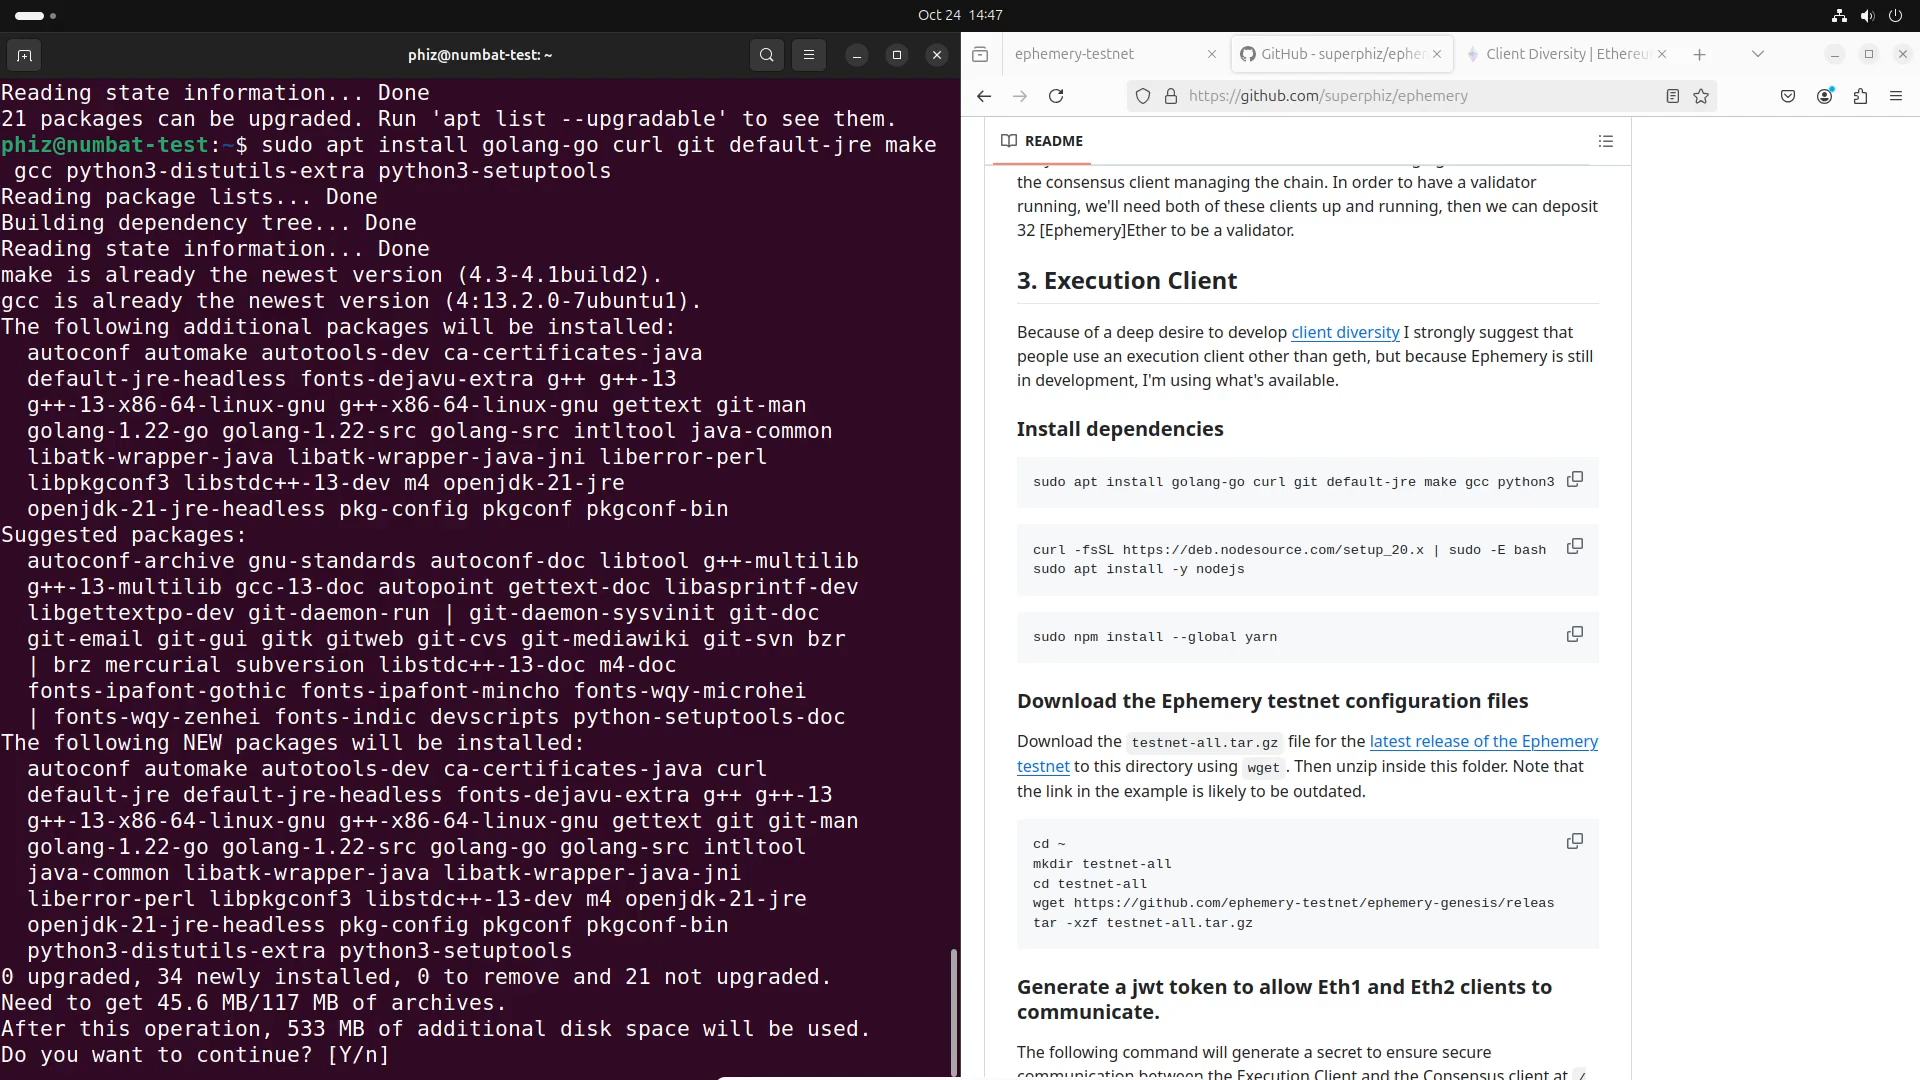 Oct 24 14:47
phiz@numbat-test: ~
Reading state information... Done
21 packages can be upgraded. Run 'apt list --upgradable' to see them.
phiz@numbat-test:~$ sudo apt install golang-go curl git default-jre make
gcc python3-distutils-extra python3-setuptools
Reading package lists... Done
Building dependency tree... Done
Reading state information... Done
make is already the newest version (4.3-4.1build2).
gcc is already the newest version (4:13.2.0-7ubuntu1).
The following additional packages will be installed:
autoconf automake autotools-dev ca-certificates-java
default-jre-headless fonts-dejavu-extra g++ g++-13
g++-13-x86-64-linux-gnu g++-x86-64-linux-gnu gettext git-man
golang-1.22-go golang-1.22-src golang-src intltool java-common
libatk-wrapper-java libatk-wrapper-java-jni liberror-perl
libpkgconf3 libstdc++-13-dev m4 openjdk-21-jre
openjdk-21-jre-headless pkg-config pkgconf pkgconf-bin
Suggested packages:
autoconf-archive gnu-standards autoconf-doc libtool g++-multilib
g++-13-multilib gcc-13-doc autopoint gettext-doc libasprintf-dev
libgettextpo-dev git-daemon-run | git-daemon-sysvinit git-doc
git-email git-gui gitk gitweb git-cvs git-mediawiki git-svn bzr
| brz mercurial subversion libstdc++-13-doc m4-doc
fonts-ipafont-gothic fonts-ipafont-mincho fonts-wqy-microhei
| fonts-wqy-zenhei fonts-indic devscripts python-setuptools-doc
The following NEW packages will be installed:
autoconf automake autotools-dev ca-certificates-java curl
default-jre default-jre-headless fonts-dejavu-extra g++ g++-13
g++-13-x86-64-linux-gnu g++-x86-64-linux-gnu gettext git git-man
golang-1.22-go golang-1.22-src golang-go golang-src intltool
java-common libatk-wrapper-java libatk-wrapper-java-jni
liberror-perl libpkgconf3 libstdc++-13-dev m4 openjdk-21-jre
openjdk-21-jre-headless pkg-config pkgconf pkgconf-bin
python3-distutils-extra python3-setuptools
0 upgraded, 34 newly installed, 0 to remove and 21 not upgraded.
Need to get 45.6 MB/117 MB of archives.
After this operation, 533 MB of additional disk space will be used.
Do you want to continue? [Y/n]
ephemery-testnet
GitHub - superphiz/epher
Client Diversity | Ethereu
https://github.com/superphiz/ephemery
README
the consensus client managing the chain. In order to have a validator
running, we'll need both of these clients up and running, then we can deposit
32 [Ephemery]Ether to be a validator.
3. Execution Client
Because of a deep desire to develop client diversity I strongly suggest that
people use an execution client other than geth, but because Ephemery is still
in development, I'm using what's available.
Install dependencies
sudo apt install golang-go curl git default-jre make gcc python3
curl -fsSL https://deb.nodesource.com/setup_20.x | sudo -E bash
sudo apt install -y nodejs
sudo npm install --global yarn
Download the Ephemery testnet configuration files
Download the testnet-all.tar.gz file for the latest release of the Ephemery
testnet to this directory using wget. Then unzip inside this folder. Note that
the link in the example is likely to be outdated.
cd ~
mkdir testnet-all
cd testnet-all
wget https://github.com/ephemery-testnet/ephemery-genesis/releas
tar -xzf testnet-all.tar.gz
Generate a jwt token to allow Eth1 and Eth2 clients to
communicate.
The following command will generate a secret to ensure secure
communication between the Execution Client and the Consensus client at /